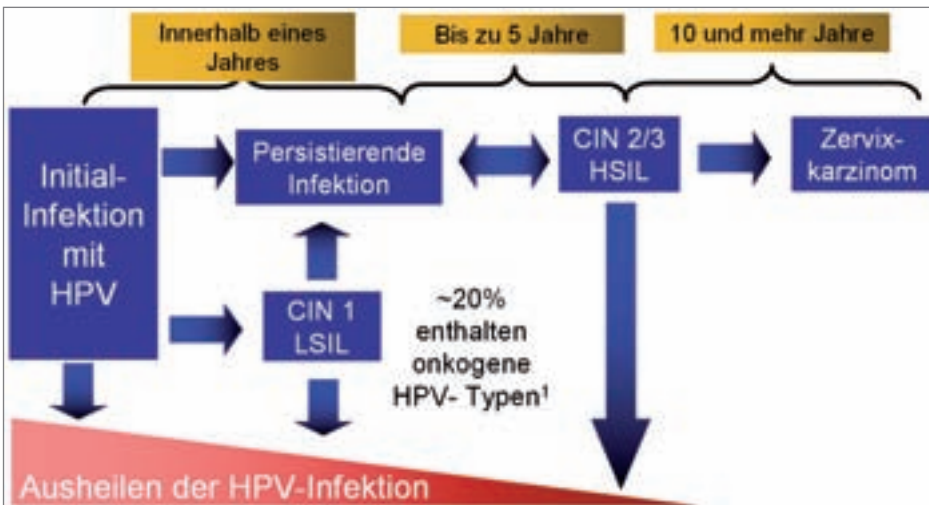 Innerhalb eines
Jahres
Bis zu 5 Jahre
10 und mehr Jahre
Initial-
Infektion
mit
HPV
Persistierende
Infektion
CIN 2/3
HSIL
Zervix-
karzinom
CIN 1
LSIL
~20%
enthalten
onkogene
HPV- Typen¹
Ausheilen der HPV-Infektion